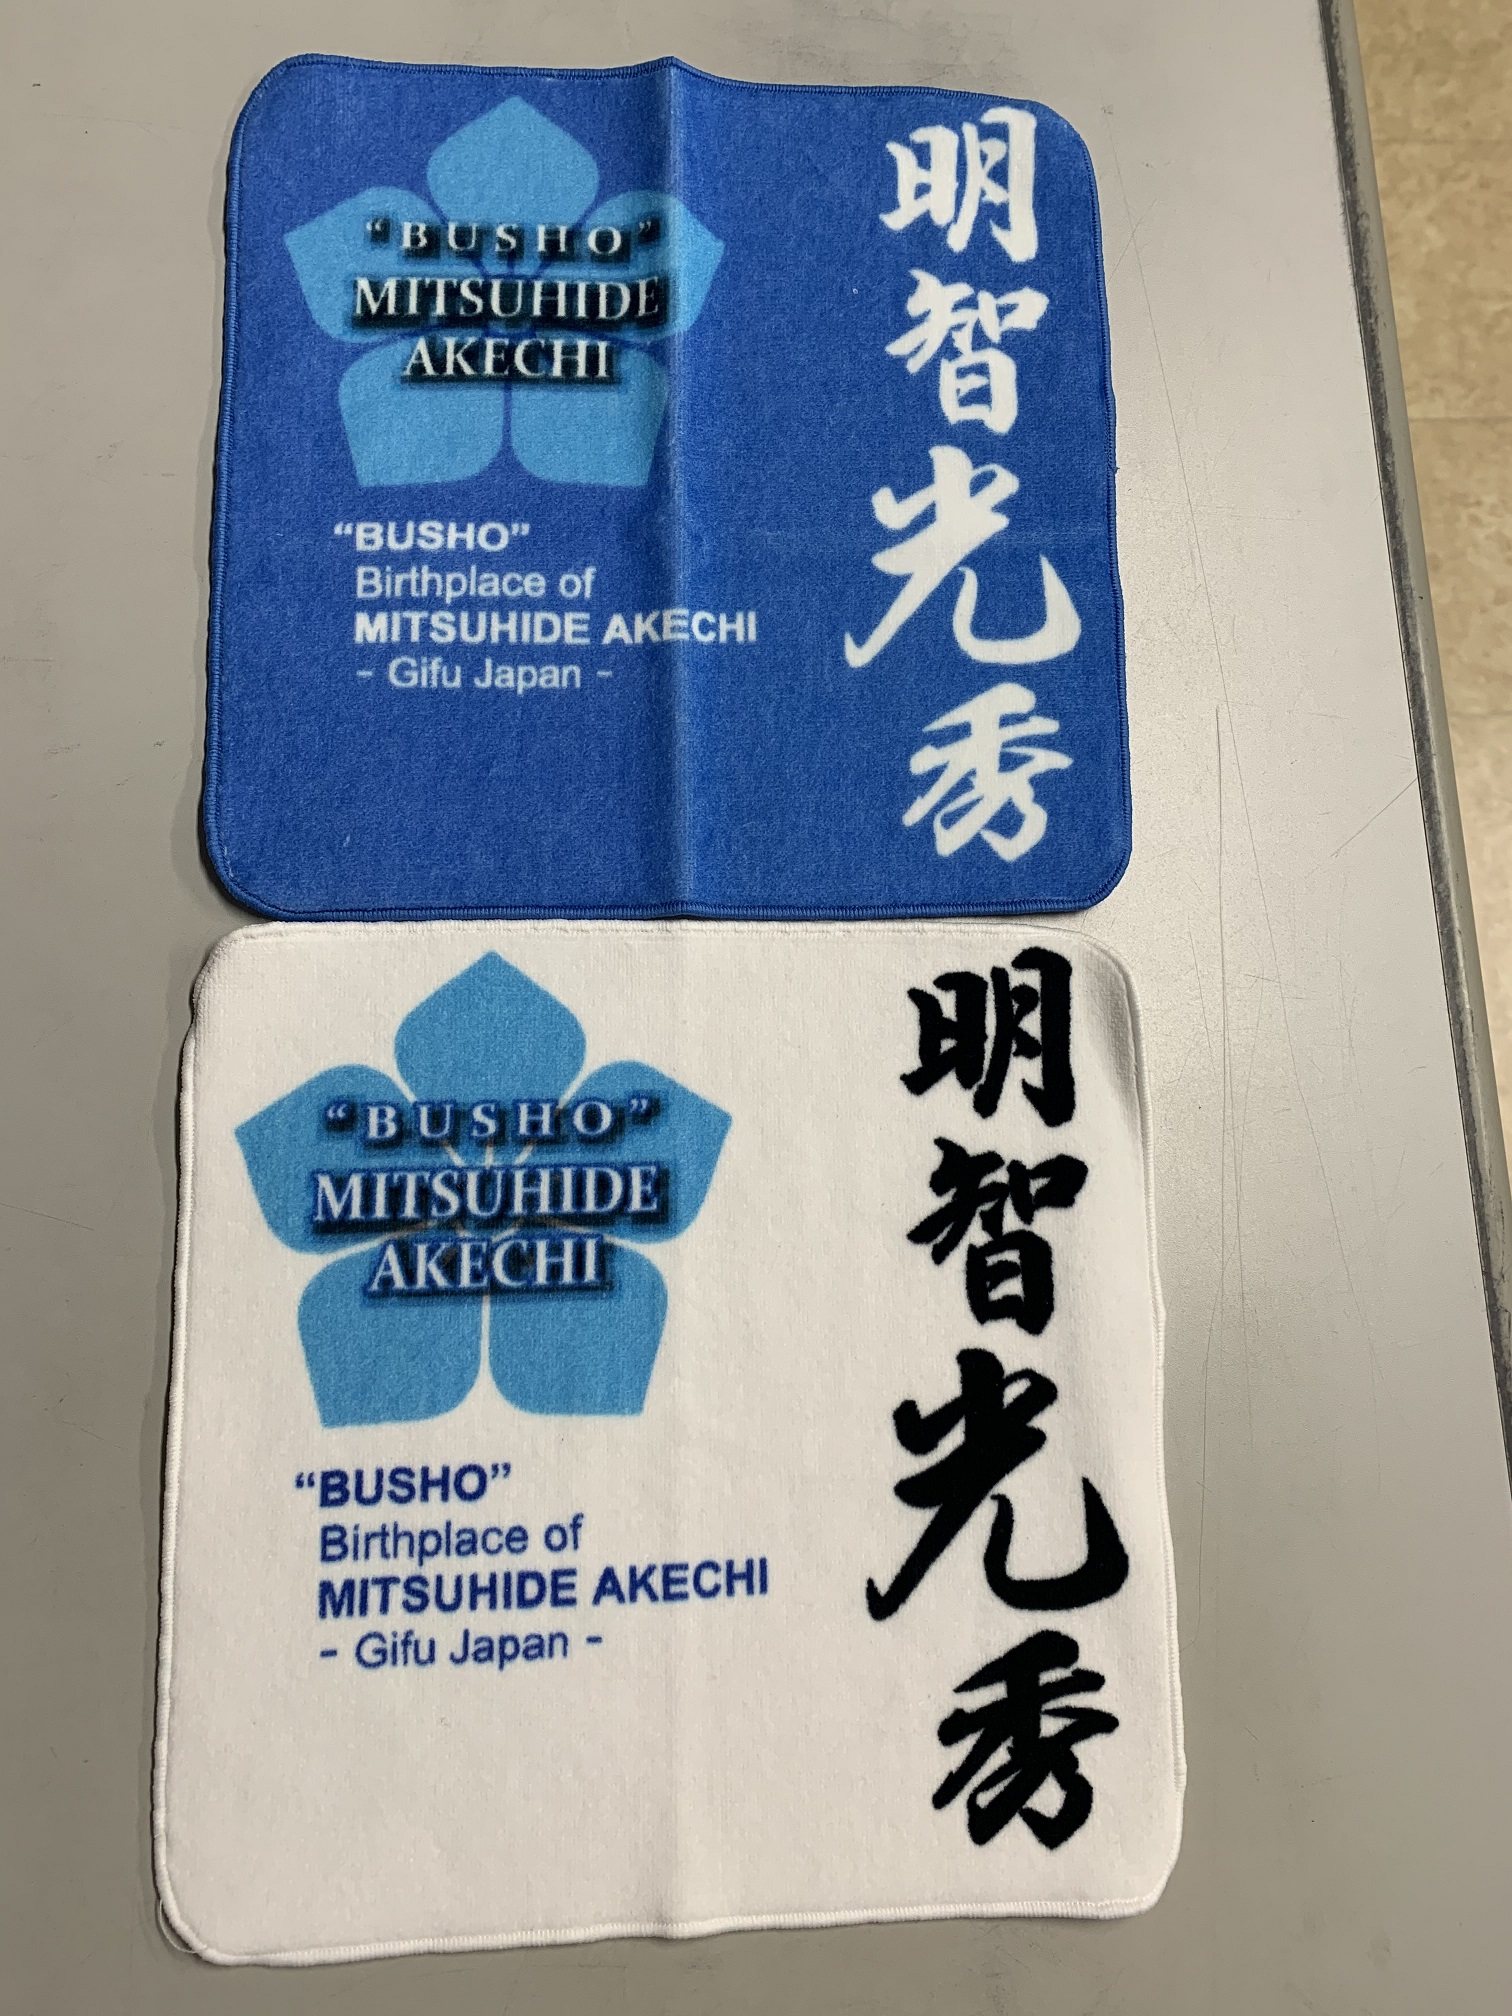 “BUSHO”
MITSUHIDE
AKECHI
“BUSHO”
Birthplace of
MITSUHIDE AKECHI
- Gifu Japan -
明智光秀
“BUSHO”
MITSUHIDE
AKECHI
“BUSHO”
Birthplace of
MITSUHIDE AKECHI
- Gifu Japan -
明智光秀